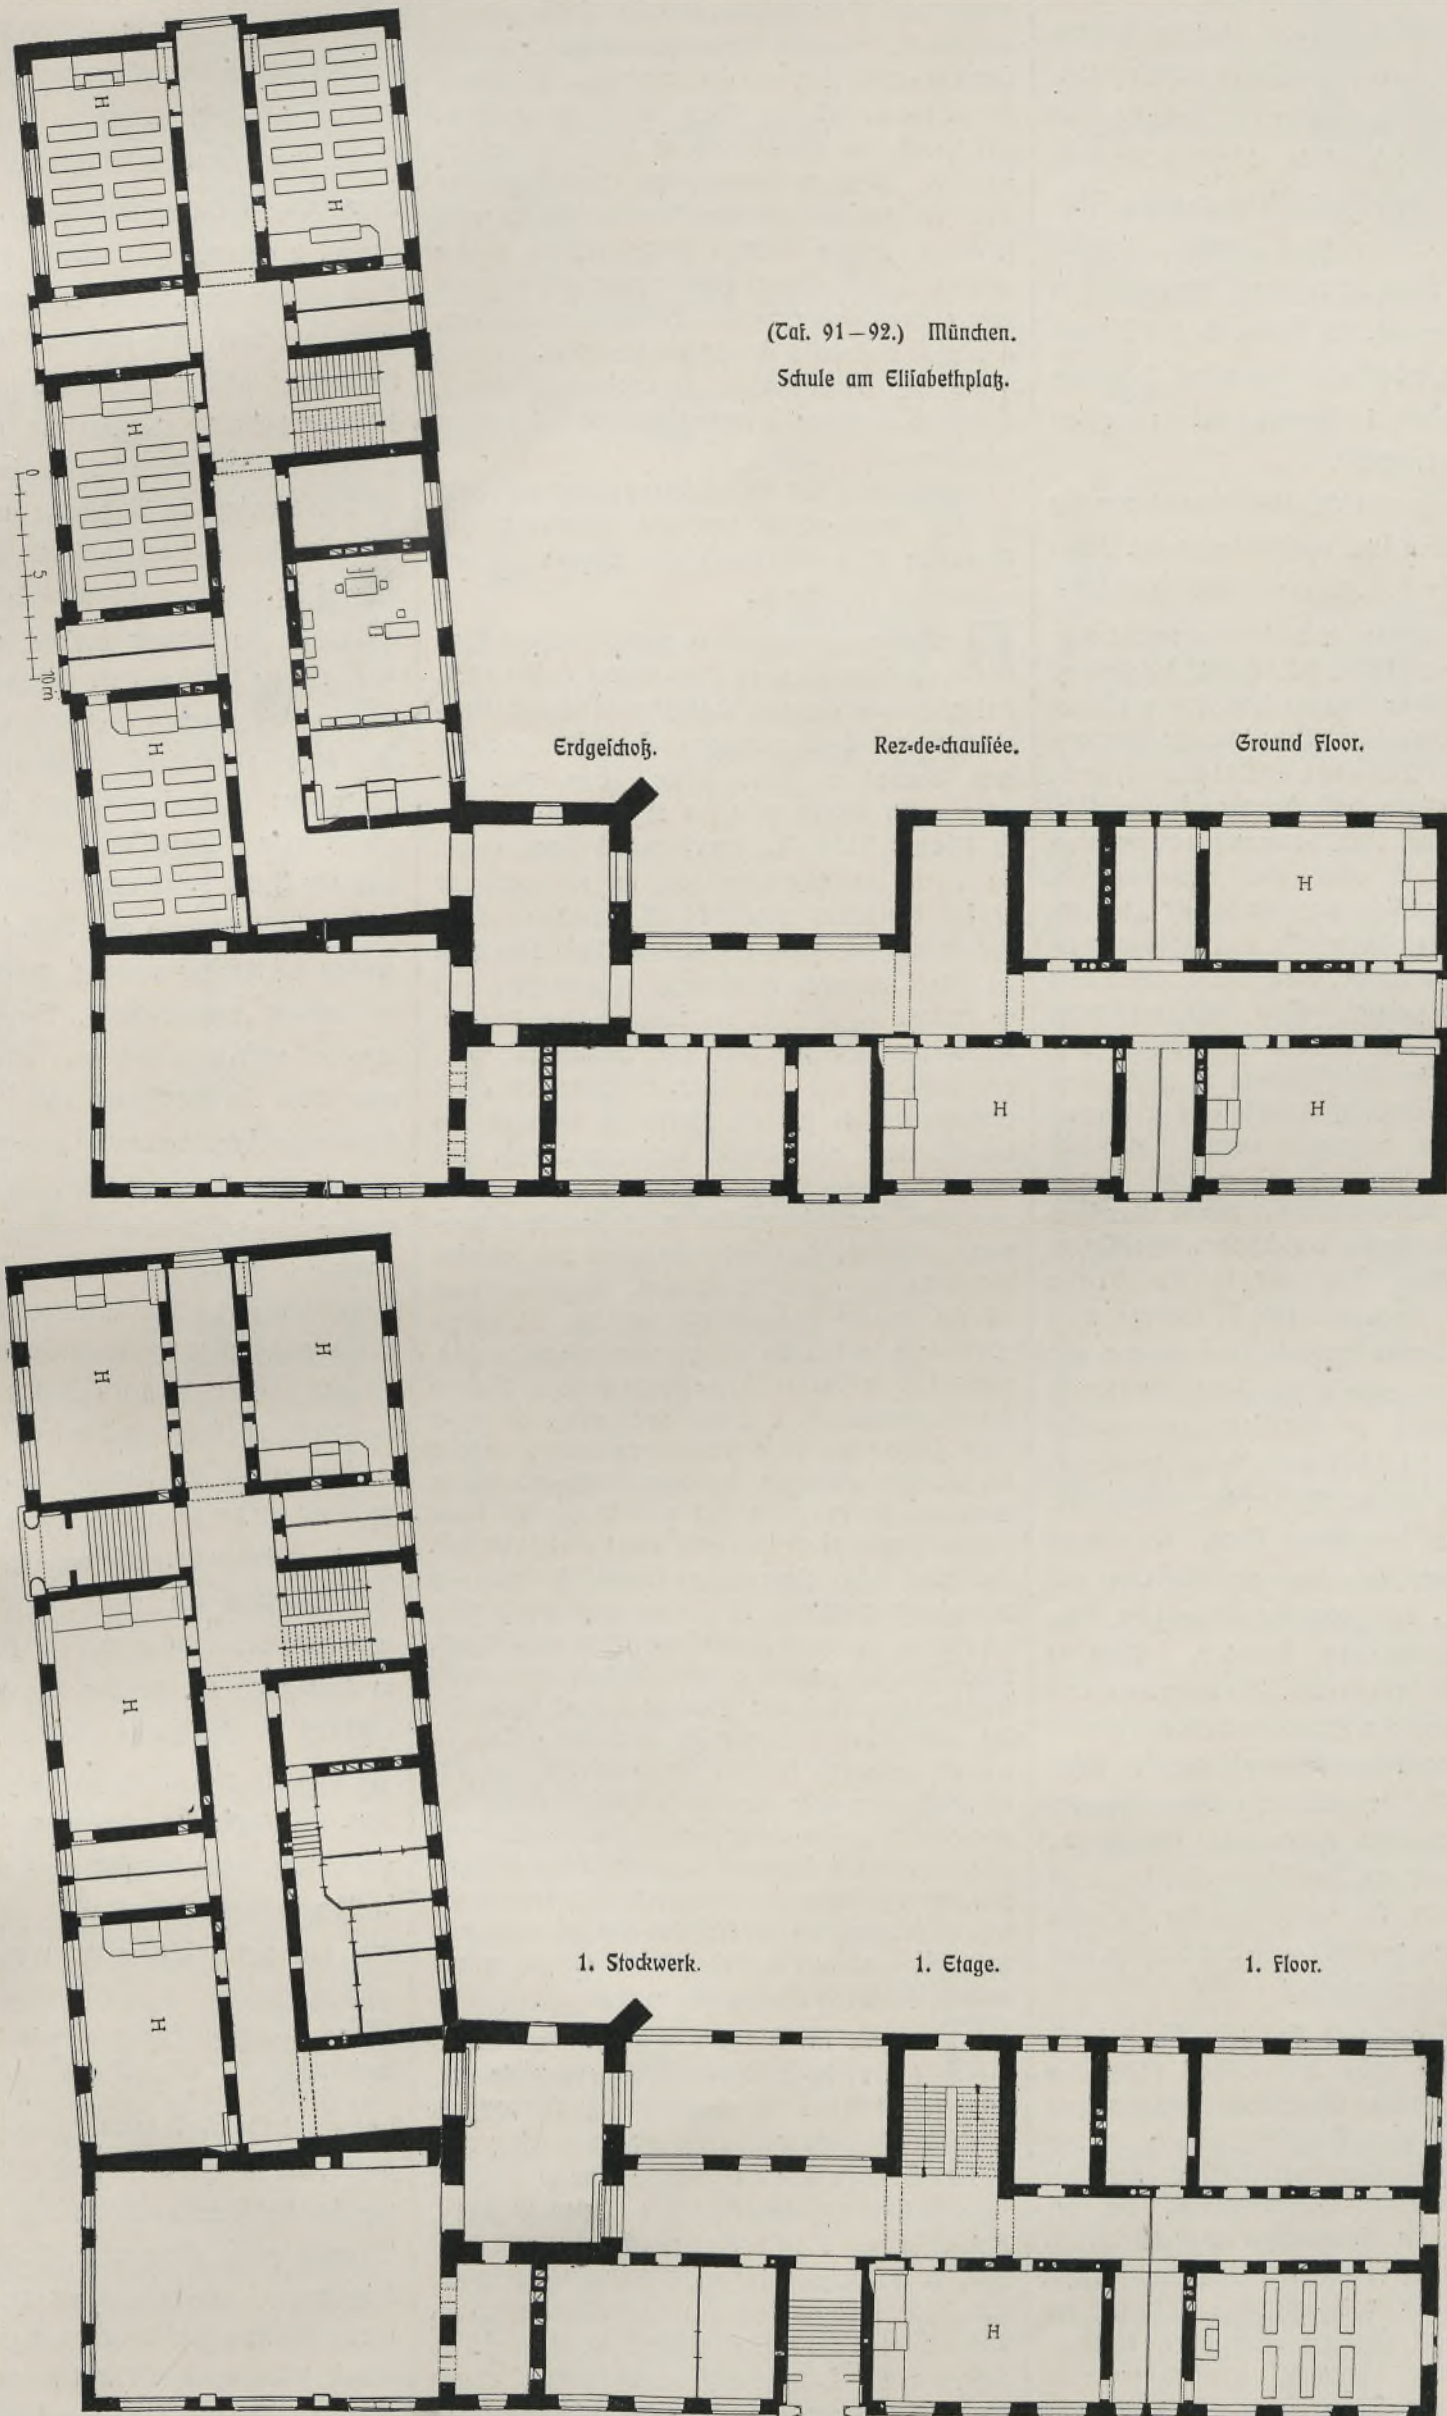 (Taf. 91—92.) München.
Schule am Eliſabethplatz.
H
H
H
H
0
5
10 m
Erdgeſchoß. Rez-de-chauſſée. Ground Floor.
H
H
H
H
H
H
H
1. Stockwerk. 1. Etage. 1. Floor.
H